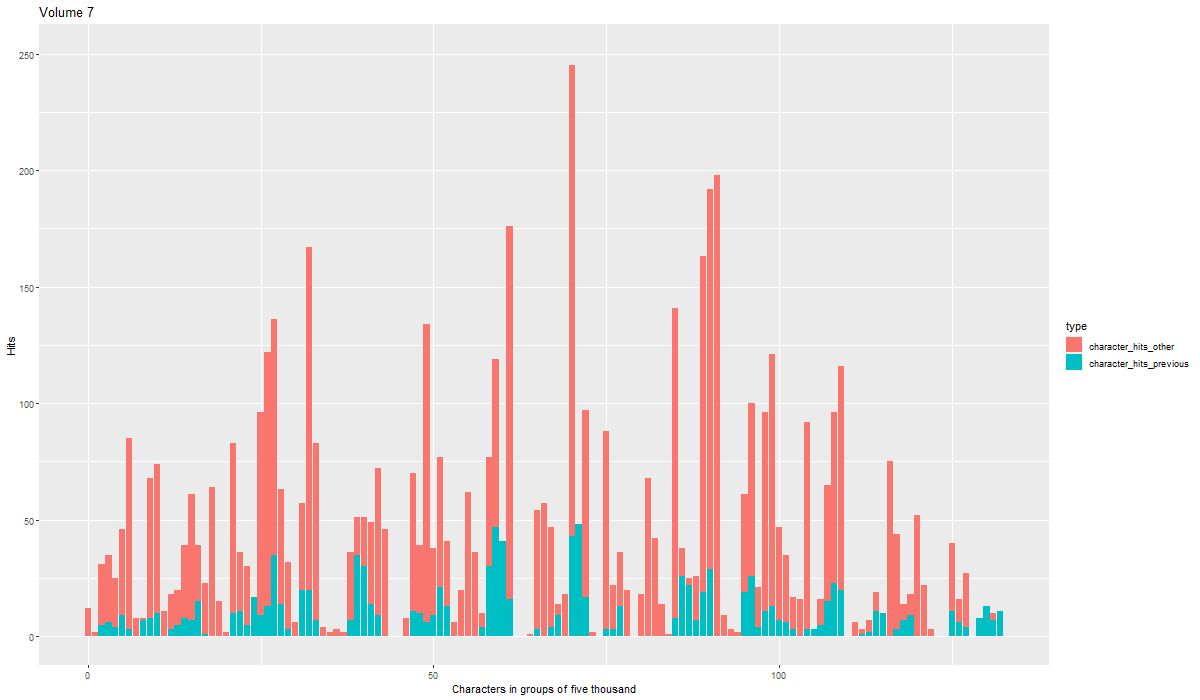 Volume 7
250
200
150
100
50
0
Hits
0
50
100
Characters in groups of five thousand
type
character_hits_other
character_hits_previous